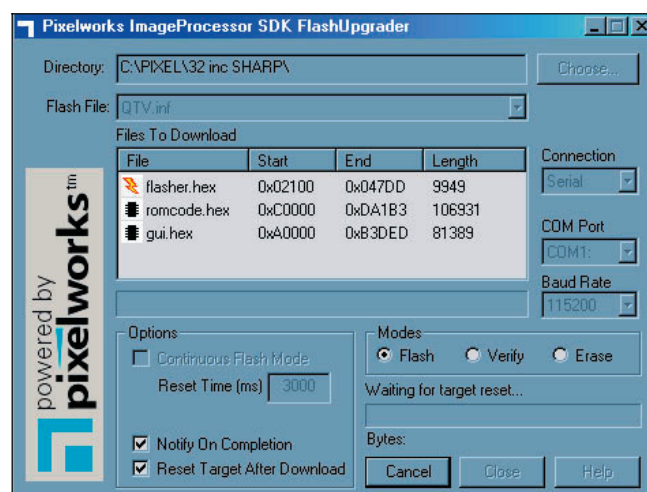 Pixelworks ImageProcessor SDK FlashUpgrader
Directory: C:\PIXEL\32 inc SHARP\ Choose...
Flash File: QTV.inf
Files To Download
File Start End Length
flasher.hex 0x02100 0x047DD 9949
romcode.hex 0xC0000 0xDA1B3 106931
gui.hex 0xA0000 0xB3DED 81389
Connection
Serial
COM Port
COM1:
Baud Rate
115200
powered by
pixelworks™
Options
Continuous Flash Mode
Reset Time (ms) 3000
Notify On Completion
Reset Target After Download
Modes
Flash Verify Erase
Waiting for target reset...
Bytes:
Cancel Close Help